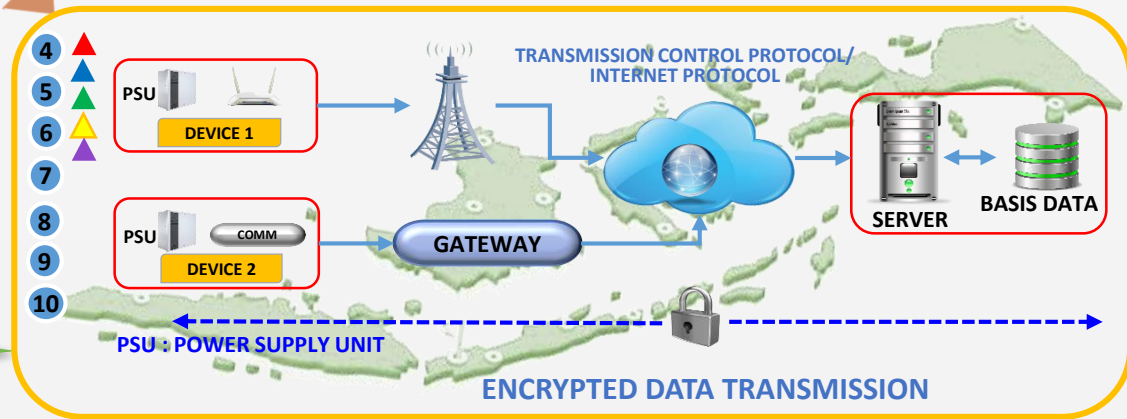 4
5
6
7
8
9
10
PSU
DEVICE 1
PSU
COMM
DEVICE 2
GATEWAY
TRANSMISSION CONTROL PROTOCOL/
INTERNET PROTOCOL
SERVER
BASIS DATA
PSU : POWER SUPPLY UNIT
ENCRYPTED DATA TRANSMISSION